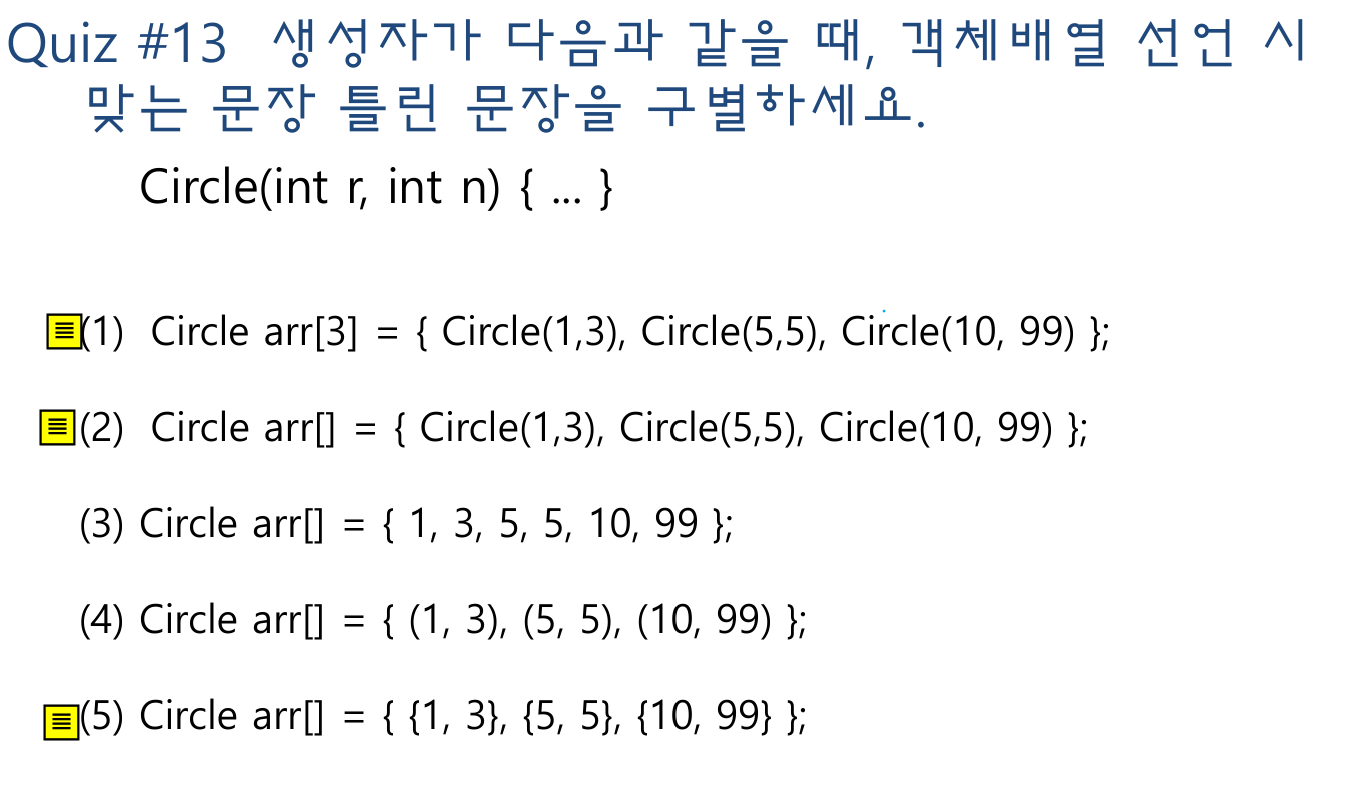 Quiz #13 생성자가 다음과 같을 때, 객체배열 선언 시
맞는 문장 틀린 문장을 구별하세요.
Circle(int r, int n) { ... }
(1) Circle arr[3] = { Circle(1,3), Circle(5,5), Circle(10, 99) };
(2) Circle arr[] = { Circle(1,3), Circle(5,5), Circle(10, 99) };
(3) Circle arr[] = { 1, 3, 5, 5, 10, 99 };
(4) Circle arr[] = { (1, 3), (5, 5), (10, 99) };
(5) Circle arr[] = { {1, 3}, {5, 5}, {10, 99} };